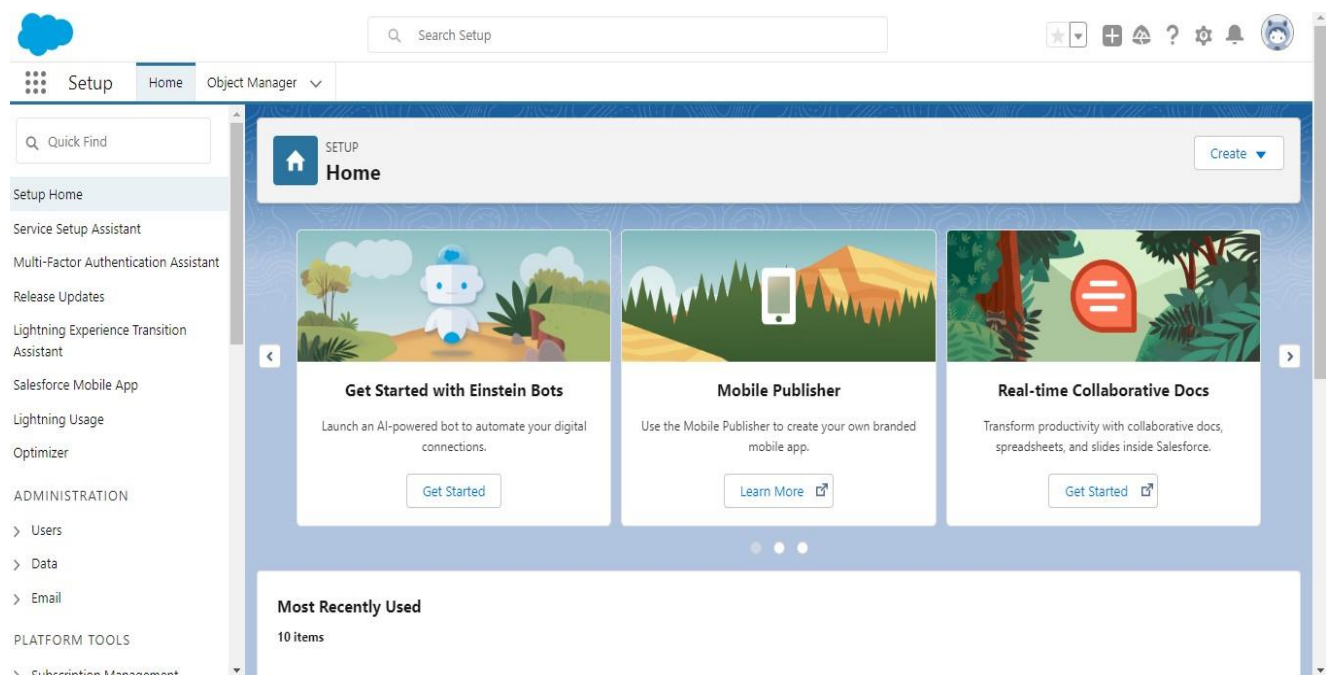 Search Setup
Setup
Home
Object Manager
Quick Find
Setup Home
Service Setup Assistant
Multi-Factor Authentication Assistant
Release Updates
Lightning Experience Transition
Assistant
Salesforce Mobile App
Lightning Usage
Optimizer
ADMINISTRATION
Users
Data
Email
PLATFORM TOOLS
Subscription Management
SETUP
Home
Create
Get Started with Einstein Bots
Launch an AI-powered bot to automate your digital
connections.
Get Started
Mobile Publisher
Use the Mobile Publisher to create your own branded
mobile app.
Learn More
Real-time Collaborative Docs
Transform productivity with collaborative docs,
spreadsheets, and slides inside Salesforce.
Get Started
Most Recently Used
10 items